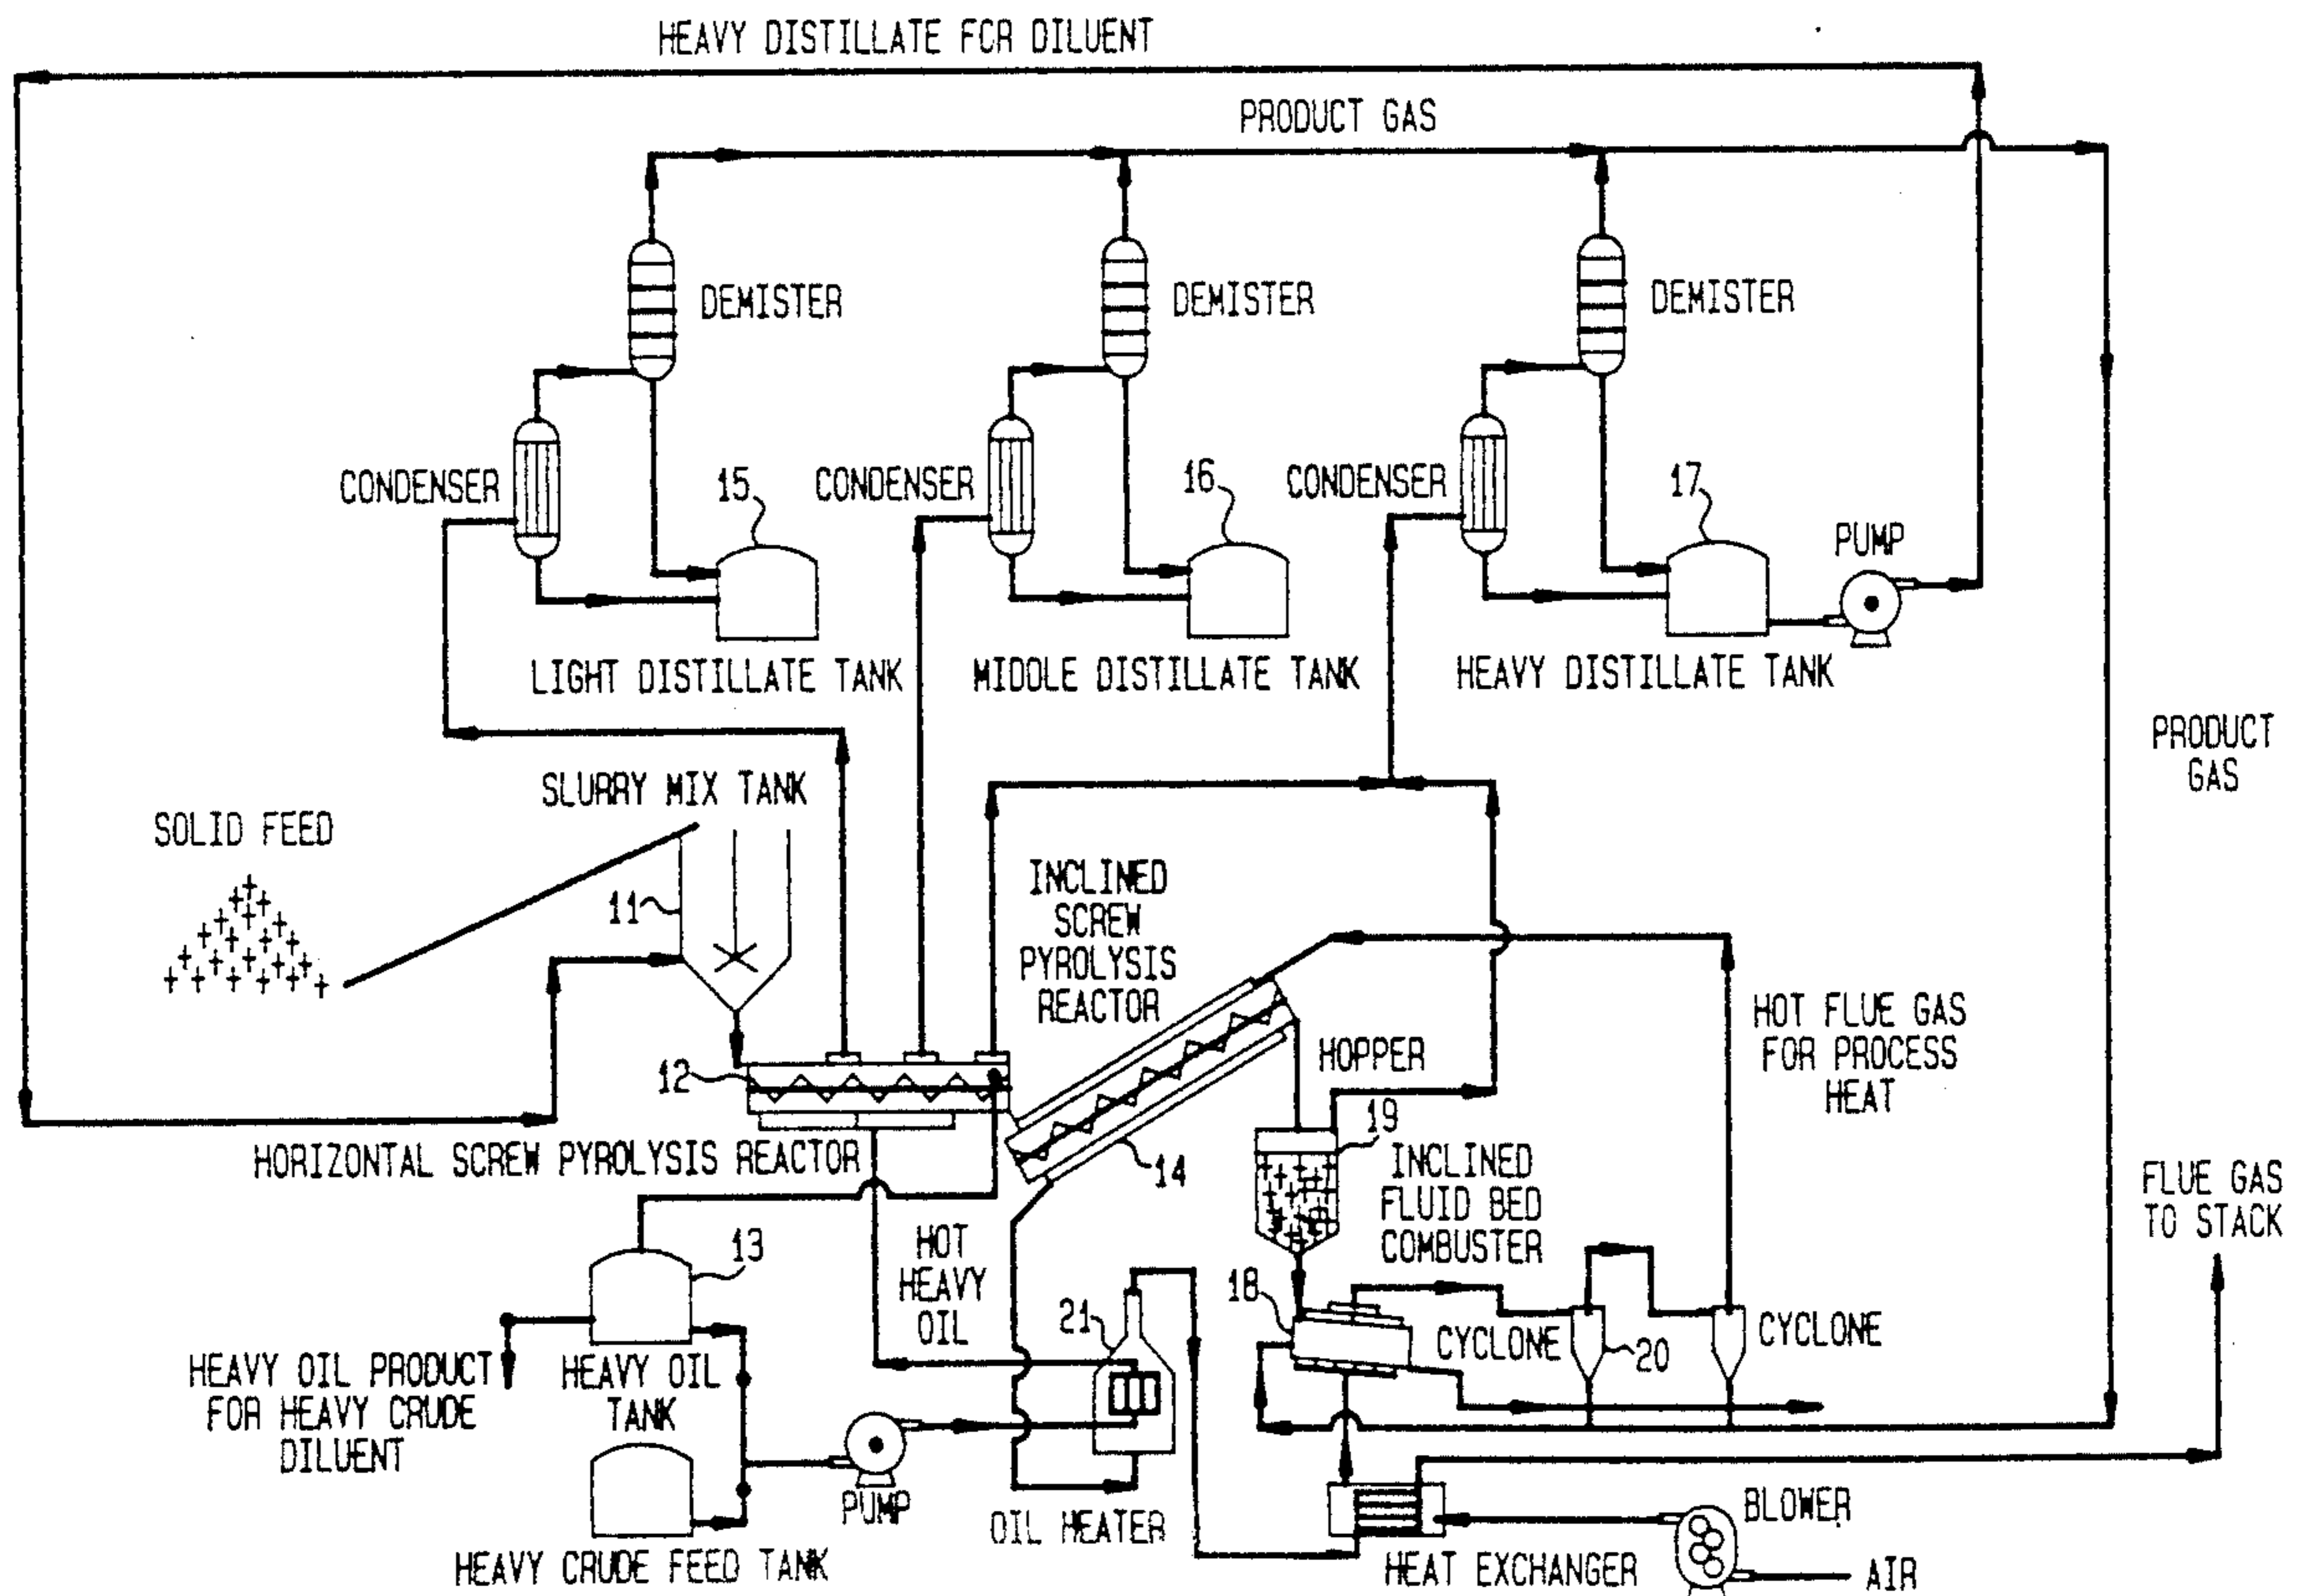 HEAVY DISTILLATE FOR DILUENT
PRODUCT GAS
DEMISTER
DEMISTER
DEMISTER
CONDENSER
15
CONDENSER
16
CONDENSER
17
PUMP
LIGHT DISTILLATE TANK
MIDDLE DISTILLATE TANK
HEAVY DISTILLATE TANK
PRODUCT
GAS
SLURRY MIX TANK
SOLID FEED
11
INCLINED
SCREW
PYROLYSIS
REACTOR
HOT FLUE GAS
FOR PROCESS
HEAT
12
HOPPER
19
HORIZONTAL SCREW PYROLYSIS REACTOR
14
INCLINED
FLUID BED
COMBUSTER
FLUE GAS
TO STACK
13
HOT
HEAVY
OIL
18
21
CYCLONE
20
CYCLONE
HEAVY OIL PRODUCT
FOR HEAVY CRUDE
DILUENT
HEAVY OIL
TANK
PUMP
OIL HEATER
BLOWER
HEAVY CRUDE FEED TANK
HEAT EXCHANGER
AIR